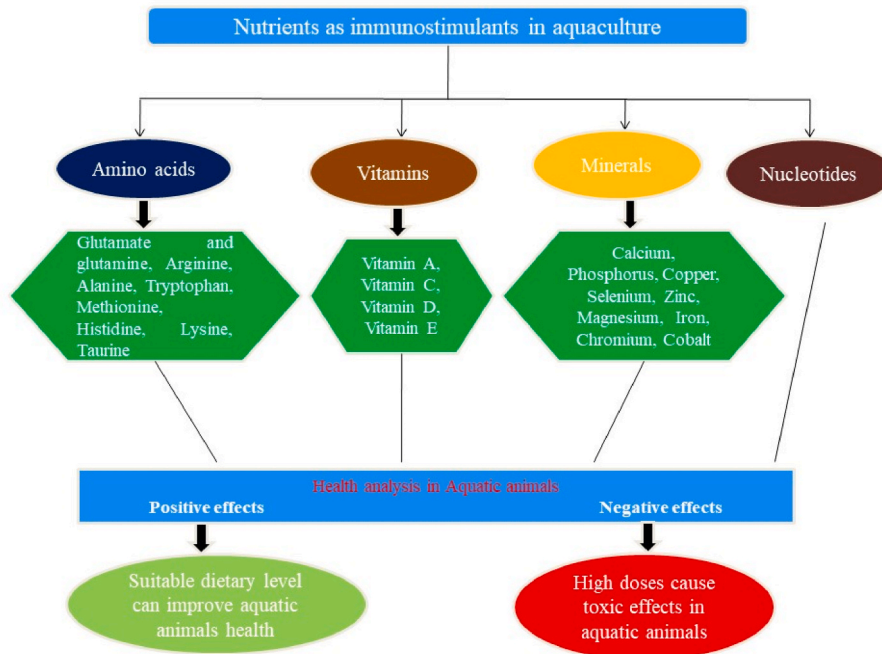 Nutrients as immunostimulants in aquaculture
Amino acids
Vitamins
Minerals
Nucleotides
Glutamate and
glutamine, Arginine,
Alanine, Tryptophan,
Methionine,
Histidine, Lysine,
Taurine
Vitamin A,
Vitamin C,
Vitamin D,
Vitamin E
Calcium,
Phosphorus, Copper,
Selenium, Zinc,
Magnesium, Iron,
Chromium, Cobalt
Health analysis in Aquatic animals
Positive effects
Negative effects
Suitable dietary level
can improve aquatic
animals health
High doses cause
toxic effects in
aquatic animals